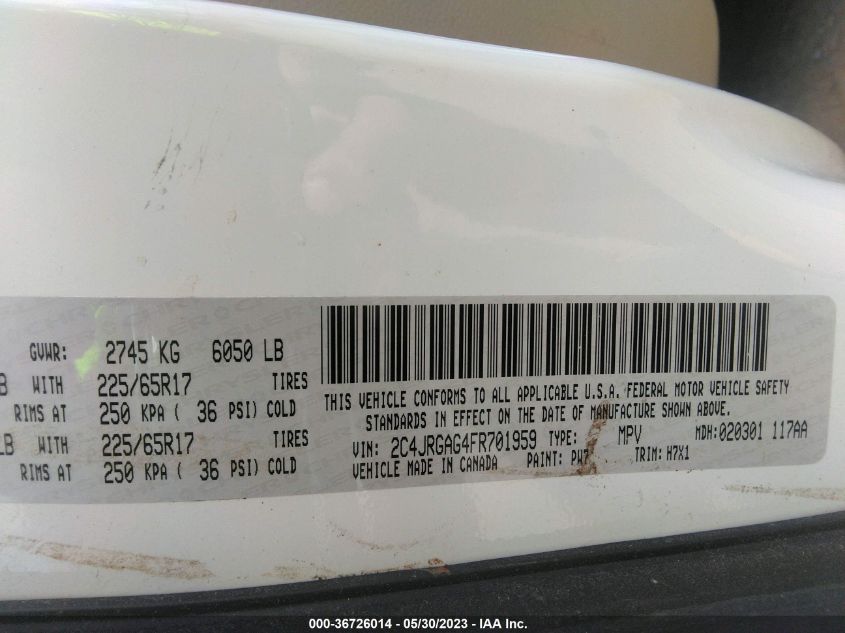 GVWR: 2745 KG 6050 LB
B WITH 225/65R17 TIRES
RIMS AT 250 KPA ( 36 PSI) COLD
LB WITH 225/65R17 TIRES
RIMS AT 250 KPA ( 36 PSI) COLD
THIS VEHICLE CONFORMS TO ALL APPLICABLE U.S.A. FEDERAL MOTOR VEHICLE SAFETY
STANDARDS IN EFFECT ON THE DATE OF MANUFACTURE SHOWN ABOVE.
VIN: 2C4JRGAG4FR701959 TYPE: MPV MDH:020301 117AA
VEHICLE MADE IN CANADA PAINT: PW7 TRIM: H7X1
000-36726014 - 05/30/2023 - IAA Inc.